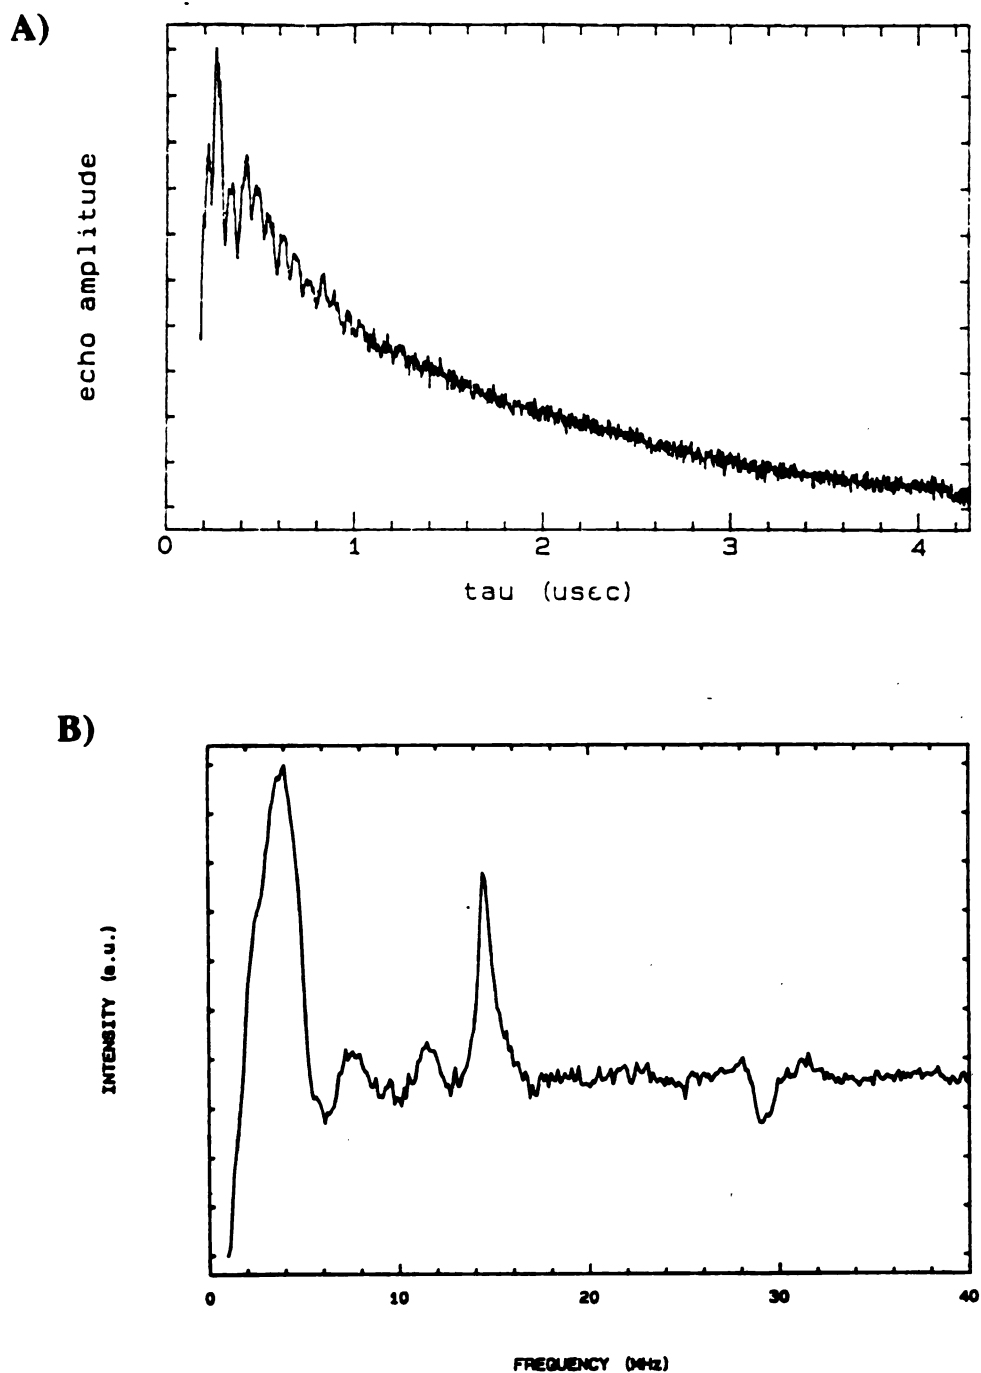 A)
echo amplitude
0 1 2 3 4
tau (usec)
B)
INTENSITY (a.u.)
0 10 20 30 40
FREQUENCY (MHz)